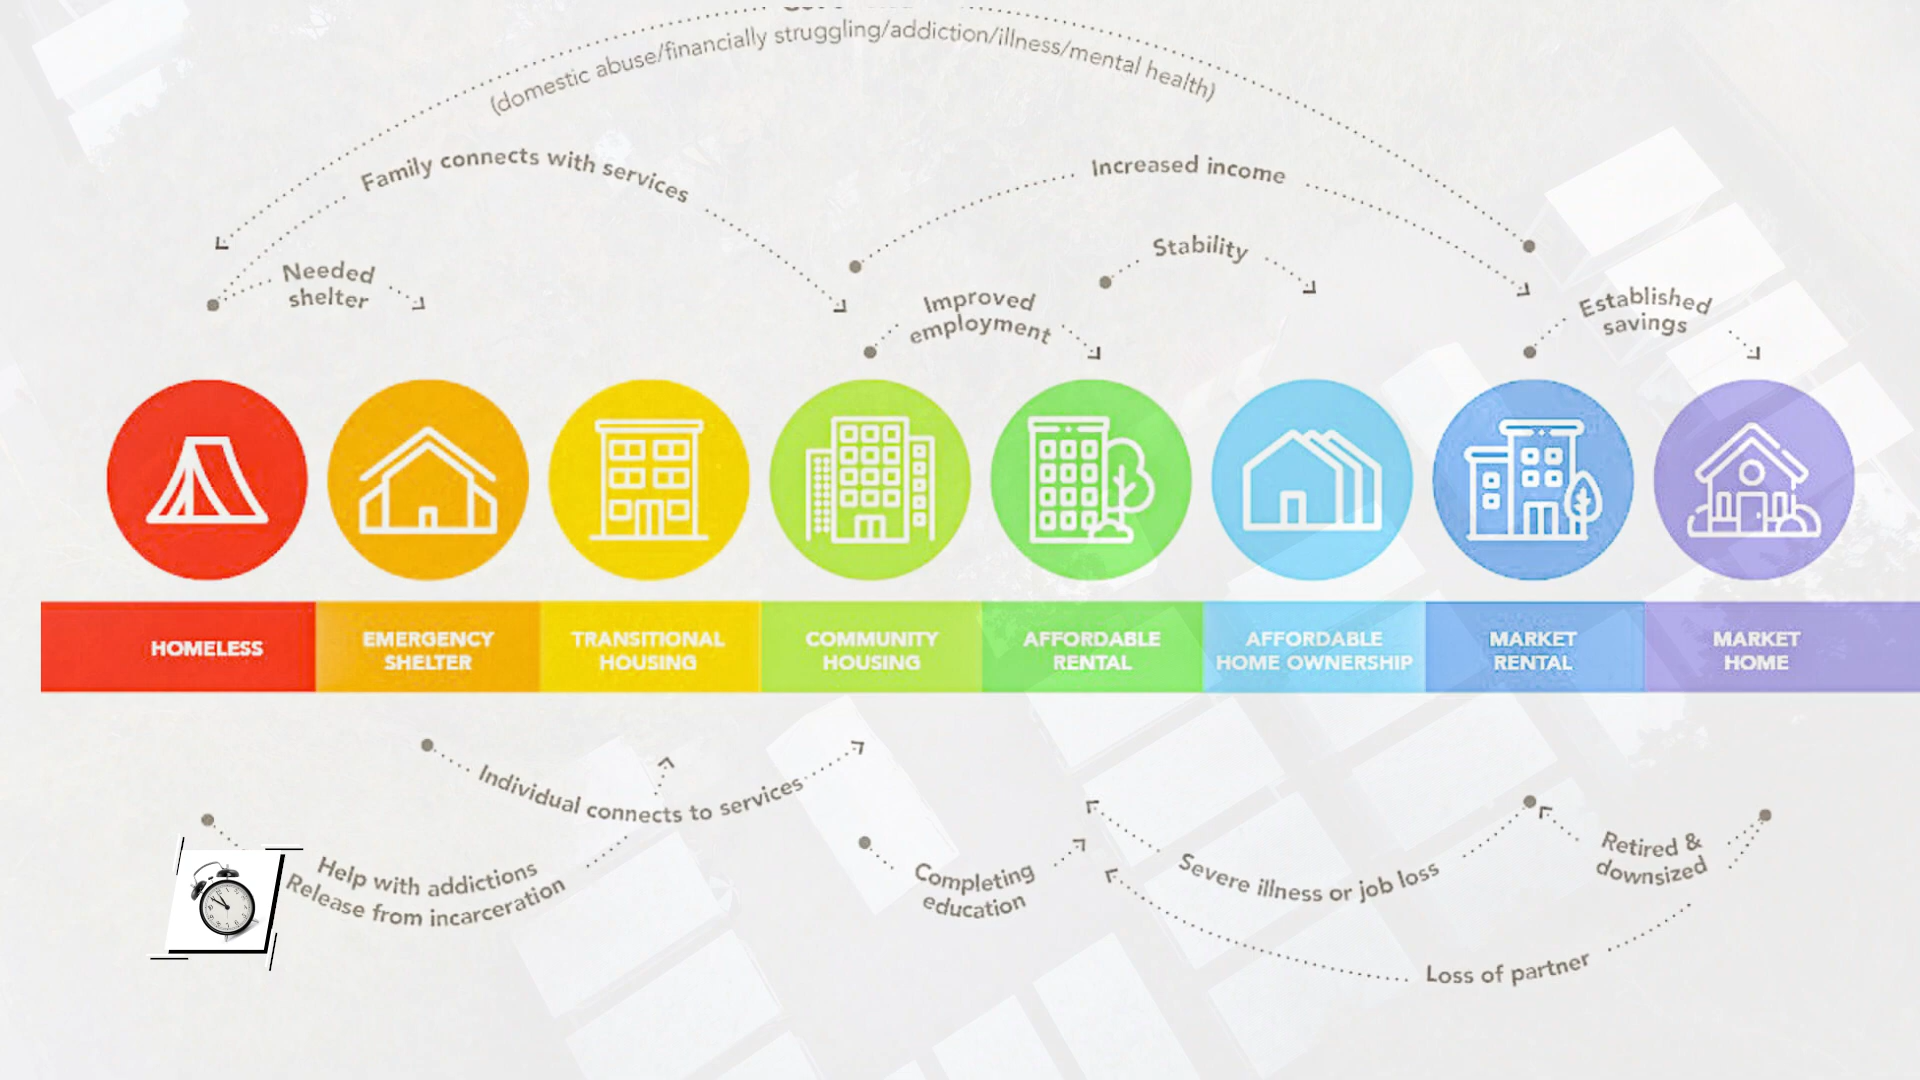 (domestic abuse/financially struggling/addiction/illness/mental health)
Family connects with services
Increased income
Needed
shelter
Stability
Improved
employment
Established
savings
HOMELESS
EMERGENCY
SHELTER
TRANSITIONAL
HOUSING
COMMUNITY
HOUSING
AFFORDABLE
RENTAL
AFFORDABLE
HOME OWNERSHIP
MARKET
RENTAL
MARKET
HOME
Individual connects to services
Help with addictions
Release from incarceration
Completing
education
Severe illness or job loss
Retired &
downsized
Loss of partner